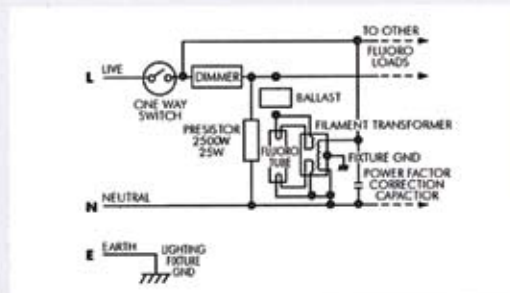 TO OTHER
FLUORO
LOADS
L LIVE
DIMMER
ONE WAY
SWITCH
BALLAST
PRESISTOR
2500W
25W
FILAMENT TRANSFORMER
FLUORO
TUBE
FIXTURE GND
POWER FACTOR
CORRECTION
CAPACTIOR
N NEUTRAL
E EARTH
LIGHTING
FIXTURE
GND